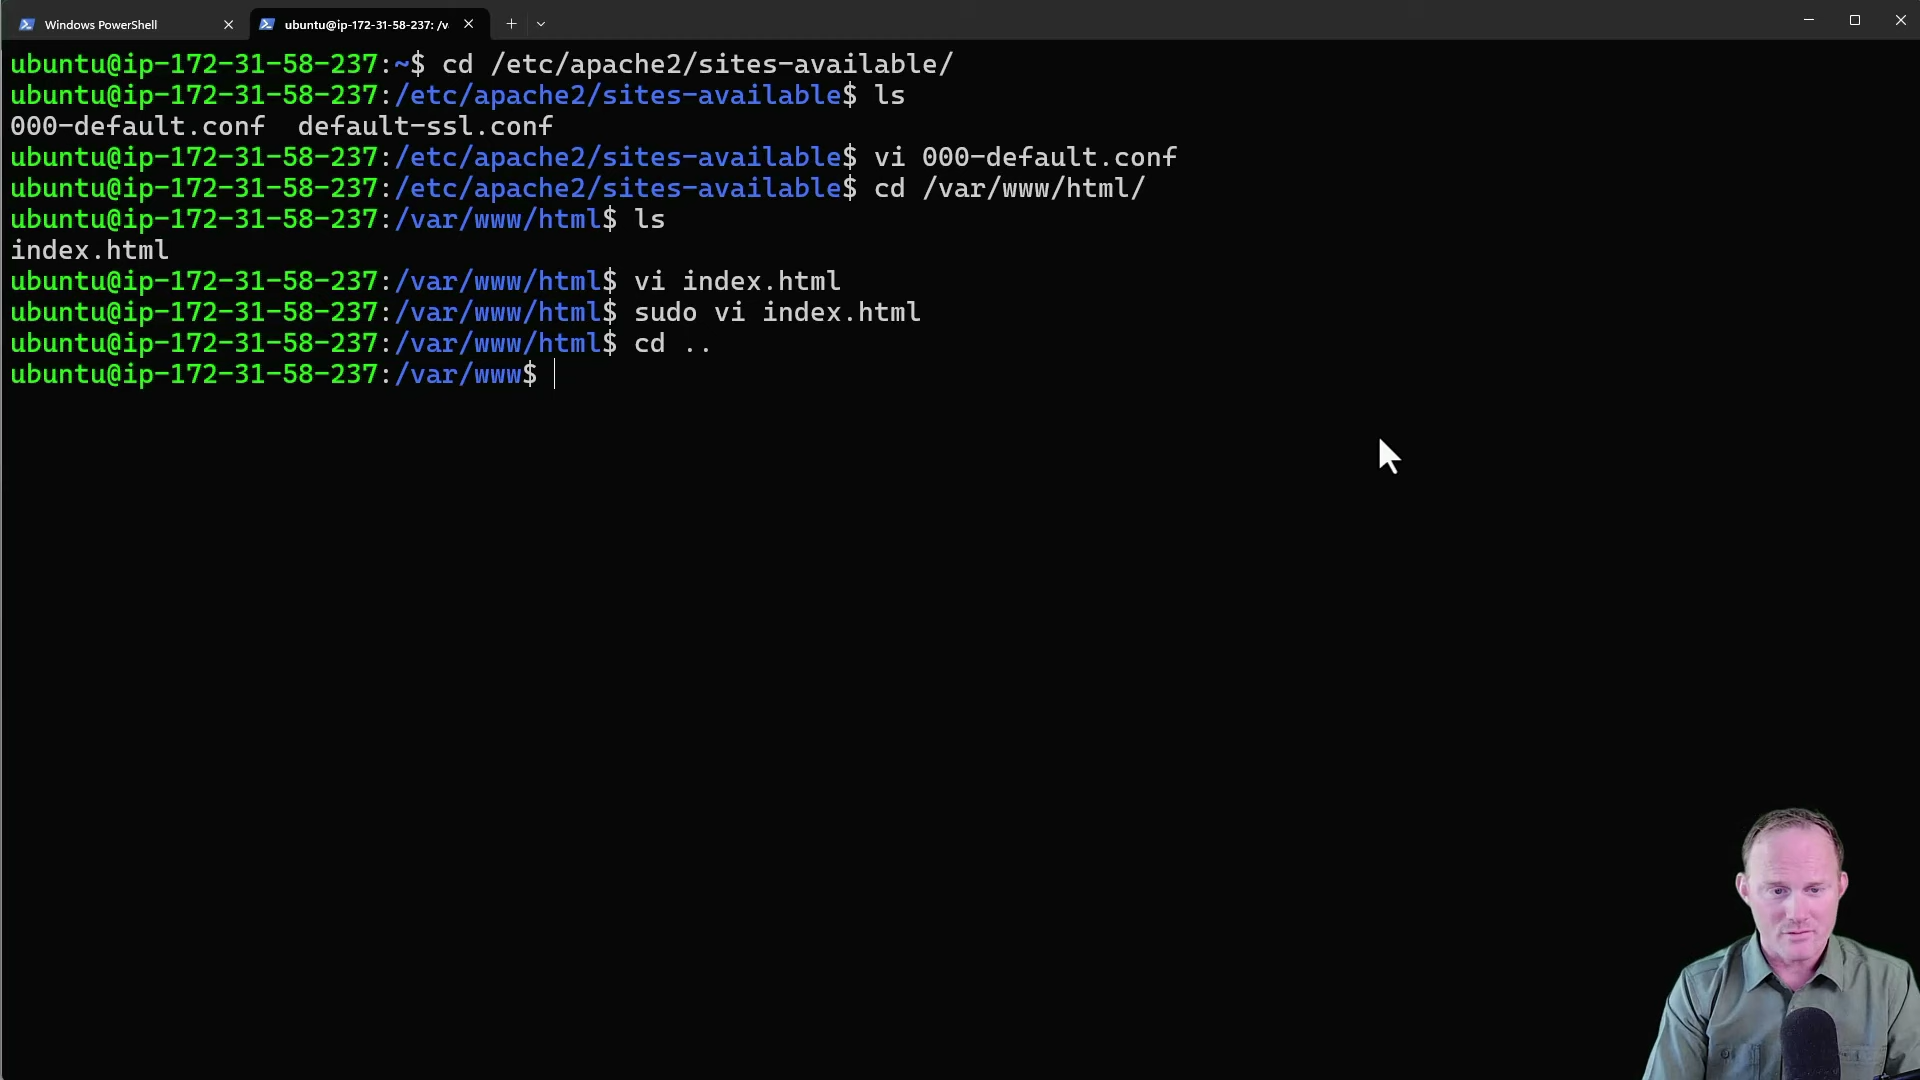 Windows PowerShell
ubuntu@ip-172-31-58-237: /v
ubuntu@ip-172-31-58-237:~$ cd /etc/apache2/sites-available/
ubuntu@ip-172-31-58-237:/etc/apache2/sites-available$ ls
000-default.conf  default-ssl.conf
ubuntu@ip-172-31-58-237:/etc/apache2/sites-available$ vi 000-default.conf
ubuntu@ip-172-31-58-237:/etc/apache2/sites-available$ cd /var/www/html/
ubuntu@ip-172-31-58-237:/var/www/html$ ls
index.html
ubuntu@ip-172-31-58-237:/var/www/html$ vi index.html
ubuntu@ip-172-31-58-237:/var/www/html$ sudo vi index.html
ubuntu@ip-172-31-58-237:/var/www/html$ cd ..
ubuntu@ip-172-31-58-237:/var/www$